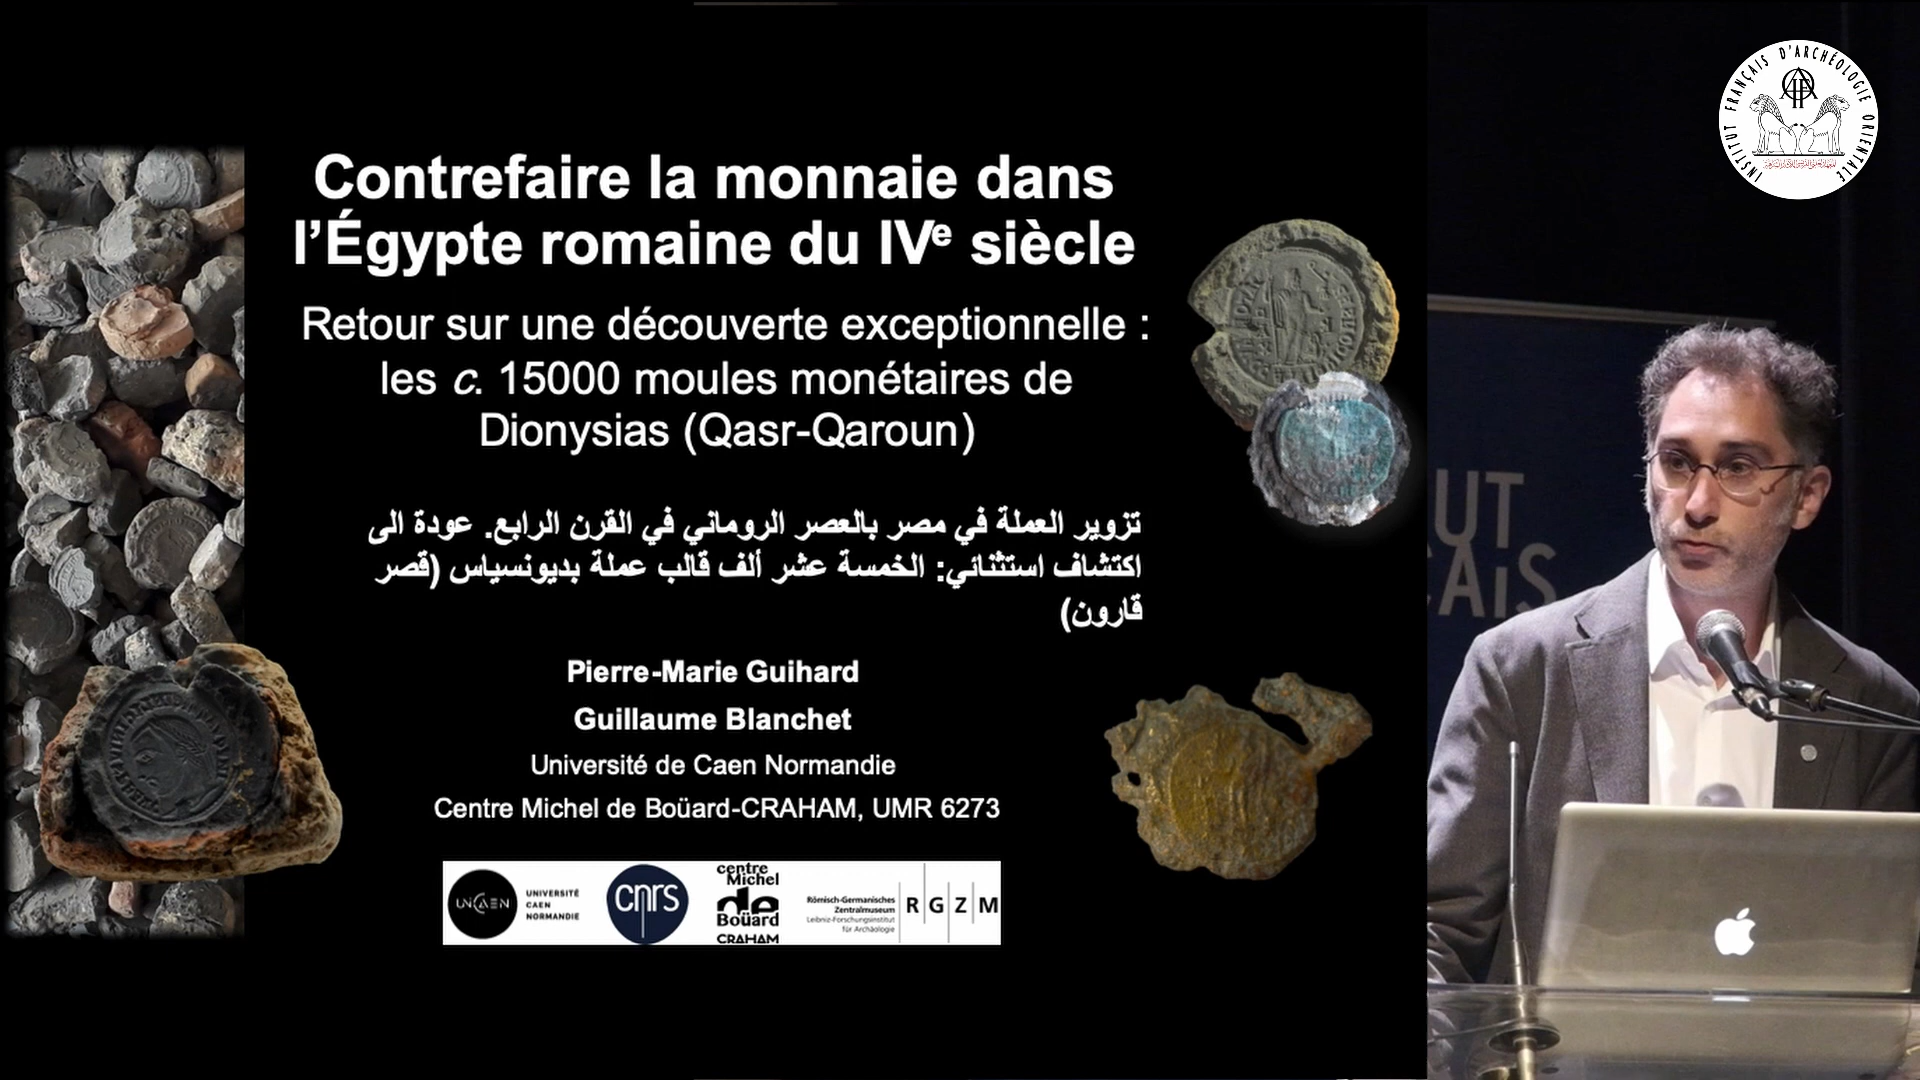 Contrefaire la monnaie dans
l'Égypte romaine du IVe siècle
Retour sur une découverte exceptionnelle :
les c. 15000 moules monétaires de
Dionysias (Qasr-Qaroun)
تزوير العملة في مصر بالعصر الروماني في القرن الرابع. عودة الى
اكتشاف استثنائي: الخمسة عشر ألف قالب عملة بديونسياس (قصر
قارون)
Pierre-Marie Guihard
Guillaume Blanchet
Université de Caen Normandie
Centre Michel de Boüard-CRAHAM, UMR 6273
UNICAEN
UNIVERSITÉ
CAEN
NORMANDIE
cnrs
centre
Michel
de
Boüard
CRAHAM
Römisch-Germanisches
Zentralmuseum
Leibniz-Forschungsinstitut
für Archäologie
R G Z M
INSTITUT FRANÇAIS D'ARCHÉOLOGIE ORIENTALE
UT
ÇAIS